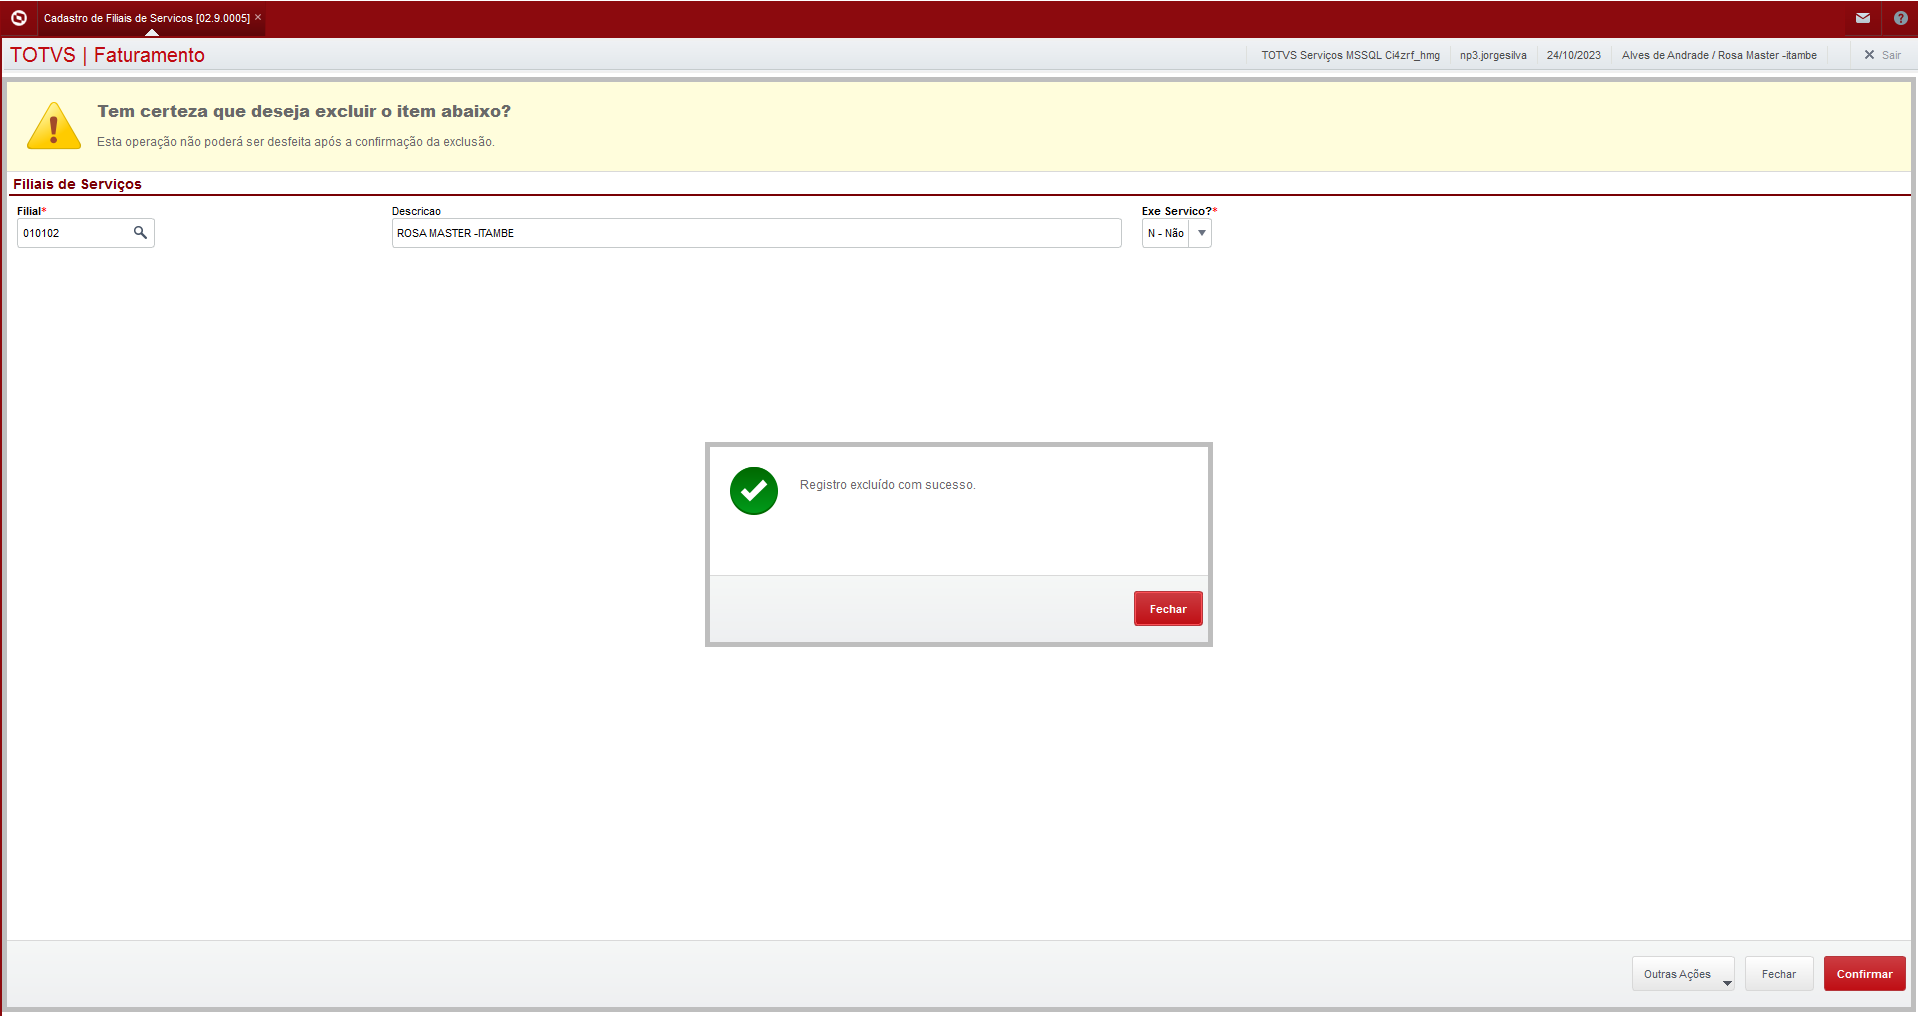 Cadastro de Filiais de Servicos [02.9.0005] ×
TOTVS | Faturamento
TOTVS Serviços MSSQL Ci4zrf_hmg
np3.jorgesilva
24/10/2023
Alves de Andrade / Rosa Master -itambe
Sair
Tem certeza que deseja excluir o item abaixo?
Esta operação não poderá ser desfeita após a confirmação da exclusão.
Filiais de Serviços
Filial*
Descricao
Exe Servico?*
010102
ROSA MASTER -ITAMBE
N - Não
Registro excluído com sucesso.
Fechar
Outras Ações
Fechar
Confirmar